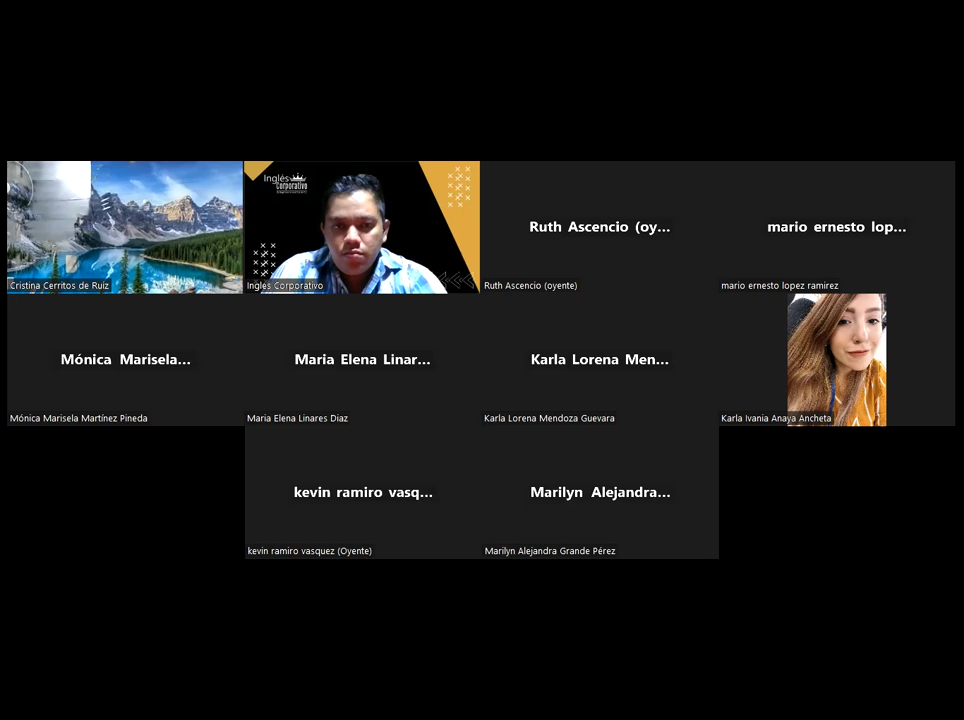 Cristina Cerritos de Ruiz
Inglés
Corporativo
Ingles Corporativo
Ruth Ascencio (oy...
Ruth Ascencio (oyente)
mario ernesto lop...
mario ernesto lopez ramirez
Mónica Marisela...
Mónica Marisela Martínez Pineda
Maria Elena Linar...
Maria Elena Linares Diaz
Karla Lorena Men...
Karla Lorena Mendoza Guevara
Karla Ivania Anaya Ancheta
kevin ramiro vasq...
kevin ramiro vasquez (Oyente)
Marilyn Alejandra...
Marilyn Alejandra Grande Pérez